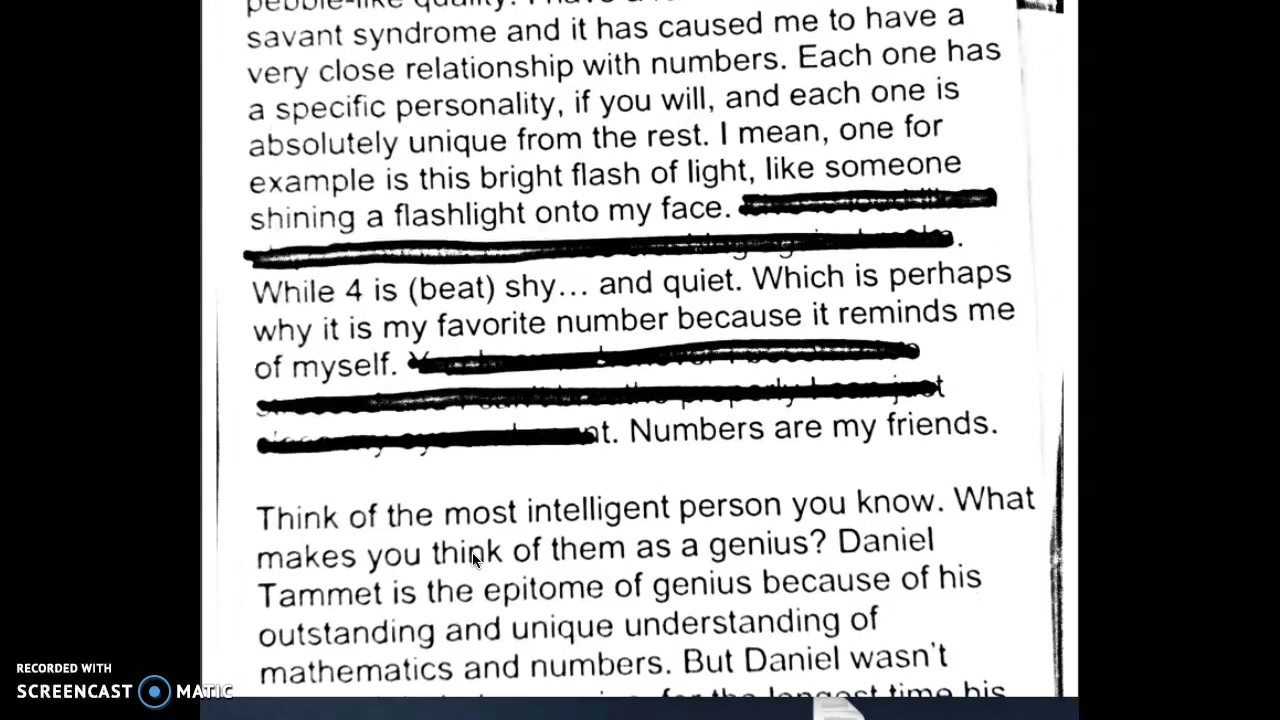 savant syndrome and it has caused me to have a
very close relationship with numbers. Each one has
a specific personality, if you will, and each one is
absolutely unique from the rest. I mean, one for
example is this bright flash of light, like someone
shining a flashlight onto my face.
While 4 is (beat) shy... and quiet. Which is perhaps
why it is my favorite number because it reminds me
of myself.
Numbers are my friends.
Think of the most intelligent person you know. What
makes you think of them as a genius? Daniel
Tammet is the epitome of genius because of his
outstanding and unique understanding of
mathematics and numbers. But Daniel wasn't
for the longest time his
RECORDED WITH
SCREENCAST MATIC